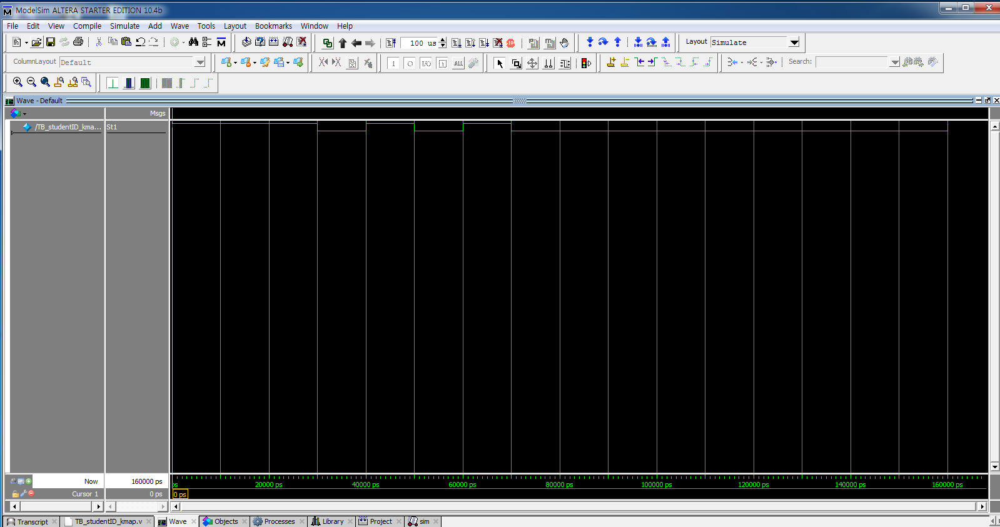 ModelSim ALTERA STARTER EDITION 10.4b
File Edit View Compile Simulate Add Wave Tools Layout Bookmarks Window Help
100 us
Layout Simulate
ColumnLayout Default
ALL
Search:
Wave - Default
Msgs
/TB_studentID_kma... St1
Now 160000 ps
ps 20000 ps 40000 ps 60000 ps 80000 ps 100000 ps 120000 ps 140000 ps 160000 ps
Cursor 1 0 ps
0 ps
Transcript TB_studentID_kmap.v Wave Objects Processes Library Project sim